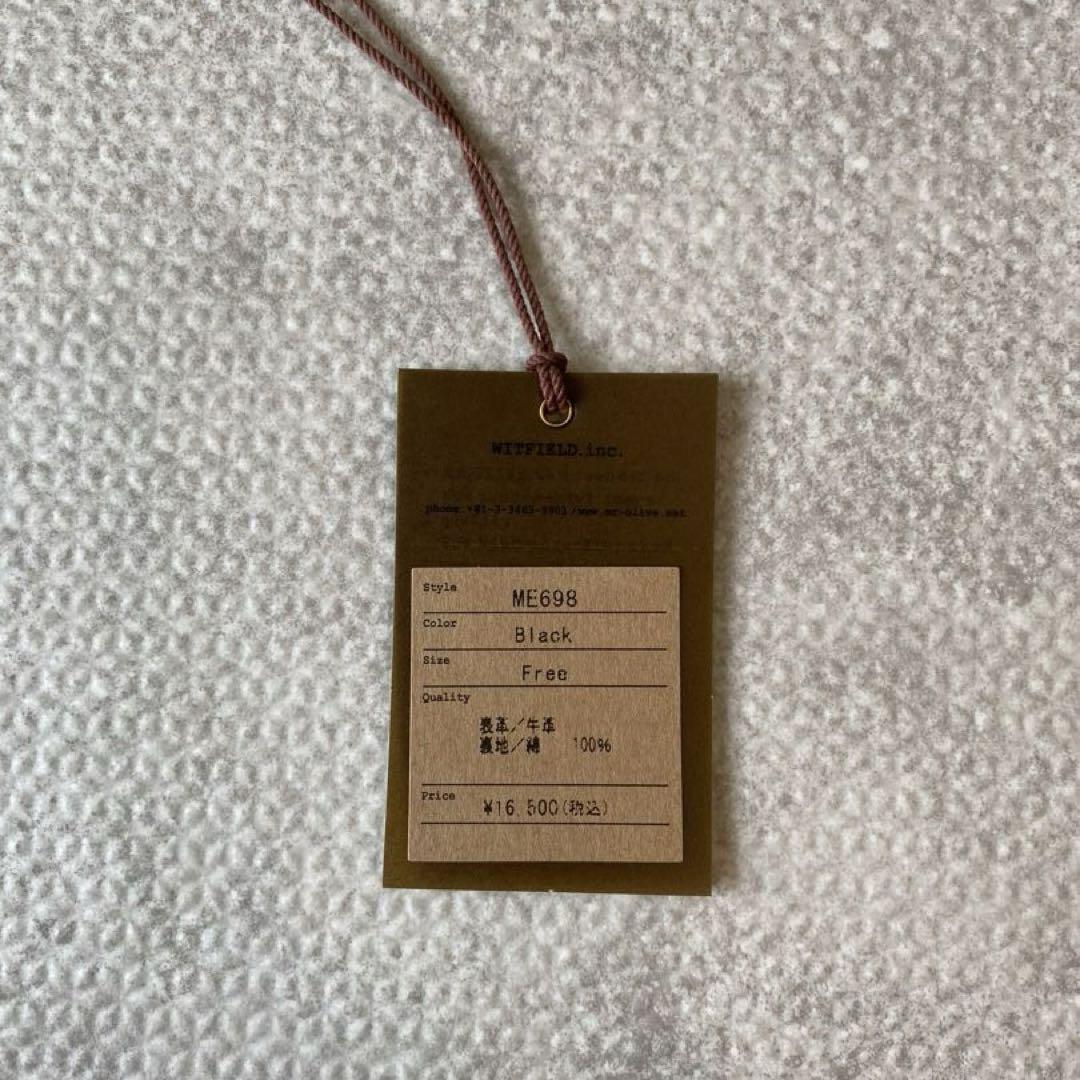 WITFIELD.inc.
phone +81-3-3463-9903 /www.mr-olive.net
Style
ME698
Color
Black
Size
Free
Quality
表革／牛革
裏地／綿 100%
Price
¥16,500(税込)